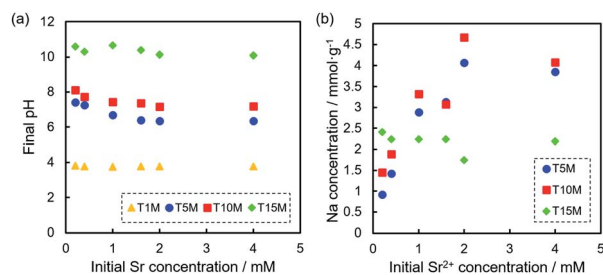 (a)
Final pH
12
10
8
6
4
2
0
T1M T5M T10M T15M
0 1 2 3 4 5
Initial Sr concentration / mM
(b)
Na concentration / mmol·g⁻¹
5
4.5
4
3.5
3
2.5
2
1.5
1
0.5
0
T5M
T10M
T15M
0 1 2 3 4 5
Initial Sr²⁺ concentration / mM